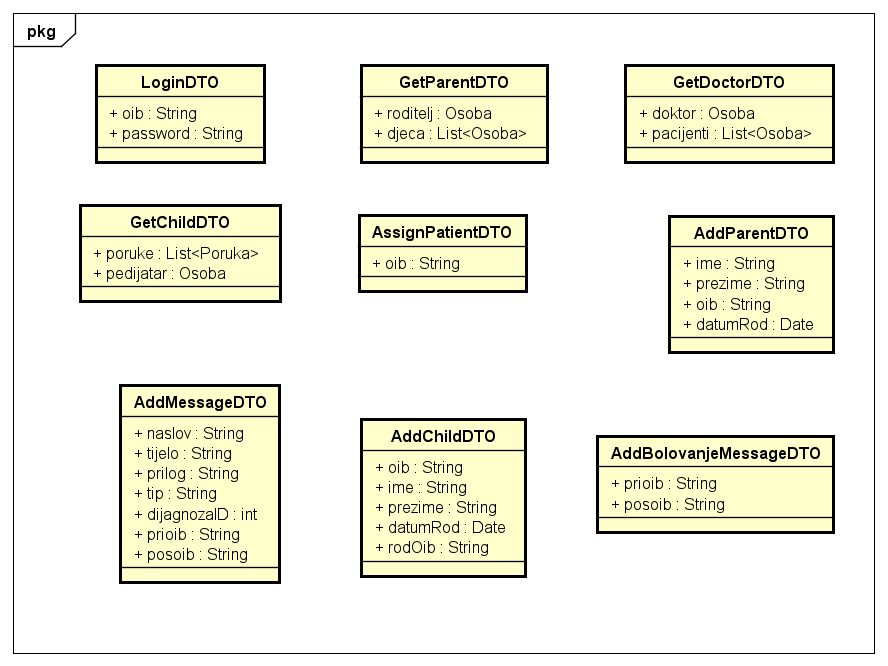 pkg
LoginDTO
+ oib : String
+ password : String
GetParentDTO
+ roditelj : Osoba
+ djeca : List<Osoba>
GetDoctorDTO
+ doktor : Osoba
+ pacijenti : List<Osoba>
GetChildDTO
+ poruke : List<Poruka>
+ pedijatar : Osoba
AssignPatientDTO
+ oib : String
AddParentDTO
+ ime : String
+ prezime : String
+ oib : String
+ datumRod : Date
AddMessageDTO
+ naslov : String
+ tijelo : String
+ prilog : String
+ tip : String
+ dijagnozaID : int
+ prioib : String
+ posoib : String
AddChildDTO
+ oib : String
+ ime : String
+ prezime : String
+ datumRod : Date
+ rodOib : String
AddBolovanjeMessageDTO
+ prioib : String
+ posoib : String